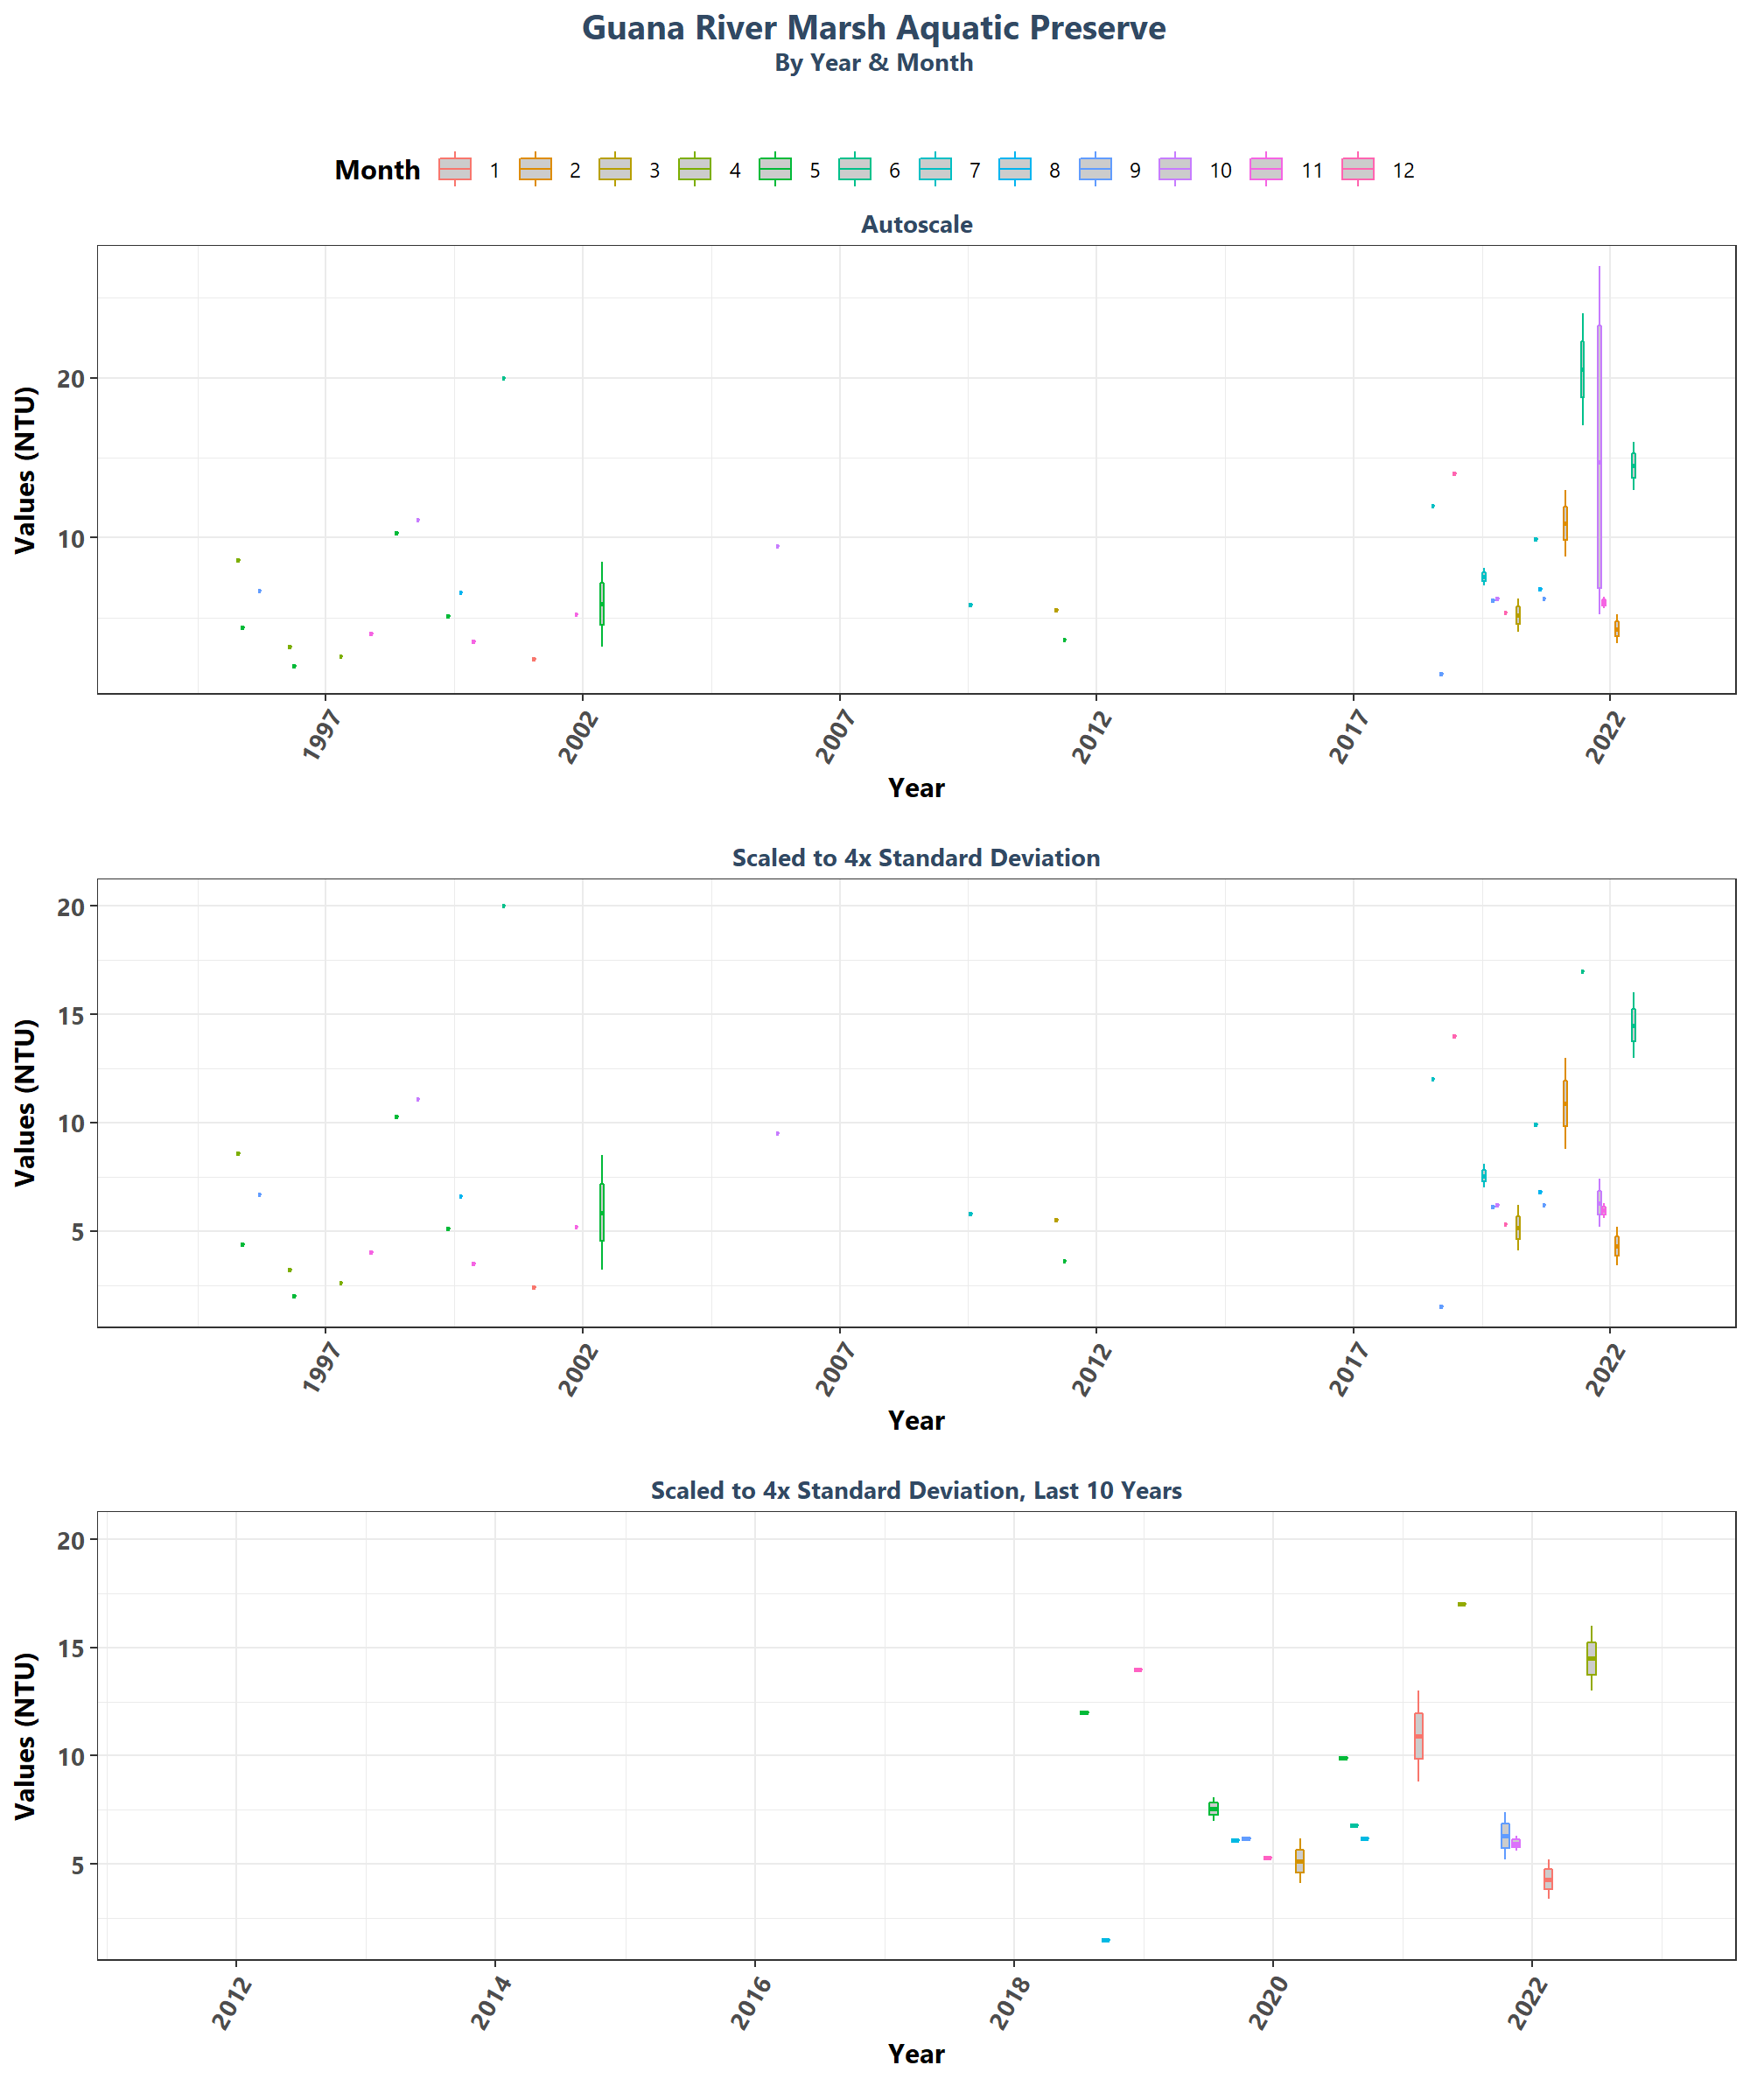 Guana River Marsh Aquatic Preserve
By Year & Month
Month 1 2 3 4 5 6 7 8 9 10 11 12
Autoscale
Values (NTU)
20
10
1997 2002 2007 2012 2017 2022
Year
Scaled to 4x Standard Deviation
Values (NTU)
20
15
10
5
1997 2002 2007 2012 2017 2022
Year
Scaled to 4x Standard Deviation, Last 10 Years
Values (NTU)
20
15
10
5
2012 2014 2016 2018 2020 2022
Year